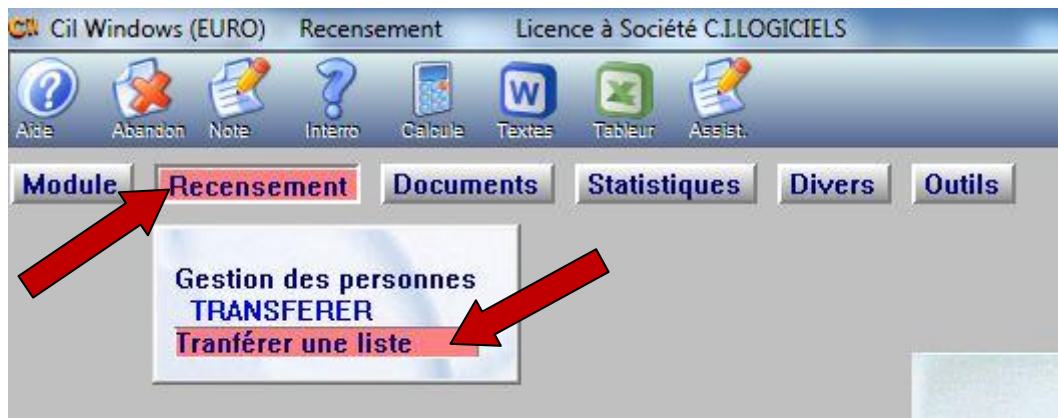 Cil Windows (EURO) Recensement Licence à Société C.I.LOGICIELS
Aide Abandon Note Interro Calcule Textes Tableur Assist.
Module Recensement Documents Statistiques Divers Outils
Gestion des personnes
TRANSFERER
Tranférer une liste